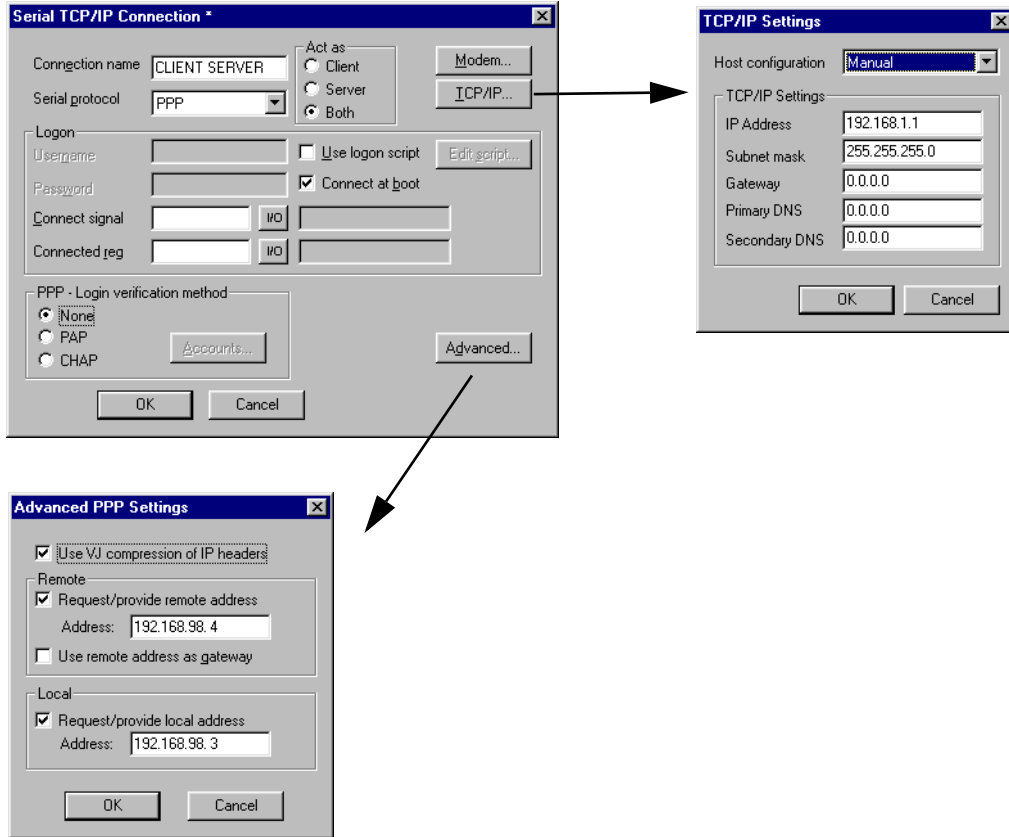 Serial TCP/IP Connection *
Connection name CLIENT SERVER
Serial protocol PPP
Act as
Client
Server
Both
Modem...
TCP/IP...
Logon
Username
Password
Use logon script
Edit script...
Connect at boot
Connect signal I/O
Connected reg I/O
PPP - Login verification method
None
PAP
CHAP
Accounts...
Advanced...
OK Cancel
TCP/IP Settings
Host configuration Manual
TCP/IP Settings
IP Address 192.168.1.1
Subnet mask 255.255.255.0
Gateway 0.0.0.0
Primary DNS 0.0.0.0
Secondary DNS 0.0.0.0
OK Cancel
Advanced PPP Settings
Use VJ compression of IP headers
Remote
Request/provide remote address
Address: 192.168.98. 4
Use remote address as gateway
Local
Request/provide local address
Address: 192.168.98. 3
OK Cancel